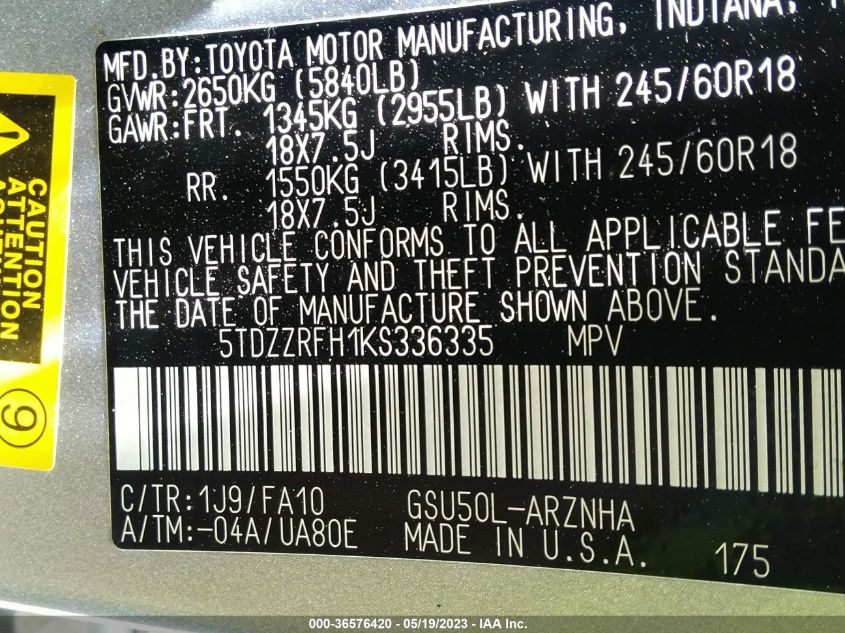 MFD.BY:TOYOTA MOTOR MANUFACTURING, INDIANA,
GVWR:2650KG (5840LB)
GAWR:FRT. 1345KG (2955LB) WITH 245/60R18
18X7.5J RIMS.
RR. 1550KG (3415LB) WITH 245/60R18
18X7.5J RIMS.
THIS VEHICLE CONFORMS TO ALL APPLICABLE FE
VEHICLE SAFETY AND THEFT PREVENTION STANDA
THE DATE OF MANUFACTURE SHOWN ABOVE.
5TDZZRFH1KS336335 MPV
C/TR:1J9/FA10 GSU50L-ARZNHA
A/TM:-04A/UA80E MADE IN U.S.A. 175
CAUTION
ATTENTION
9
000-36576420 - 05/19/2023 - IAA Inc.